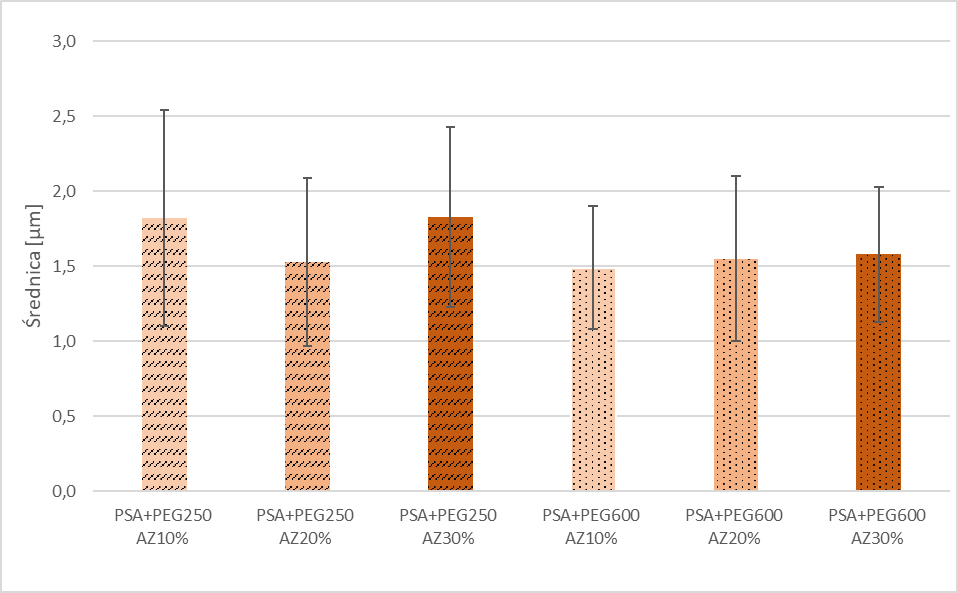 3,0
2,5
2,0
1,5
1,0
0,5
0,0
Średnica [µm]
PSA+PEG250 AZ10%
PSA+PEG250 AZ20%
PSA+PEG250 AZ30%
PSA+PEG600 AZ10%
PSA+PEG600 AZ20%
PSA+PEG600 AZ30%